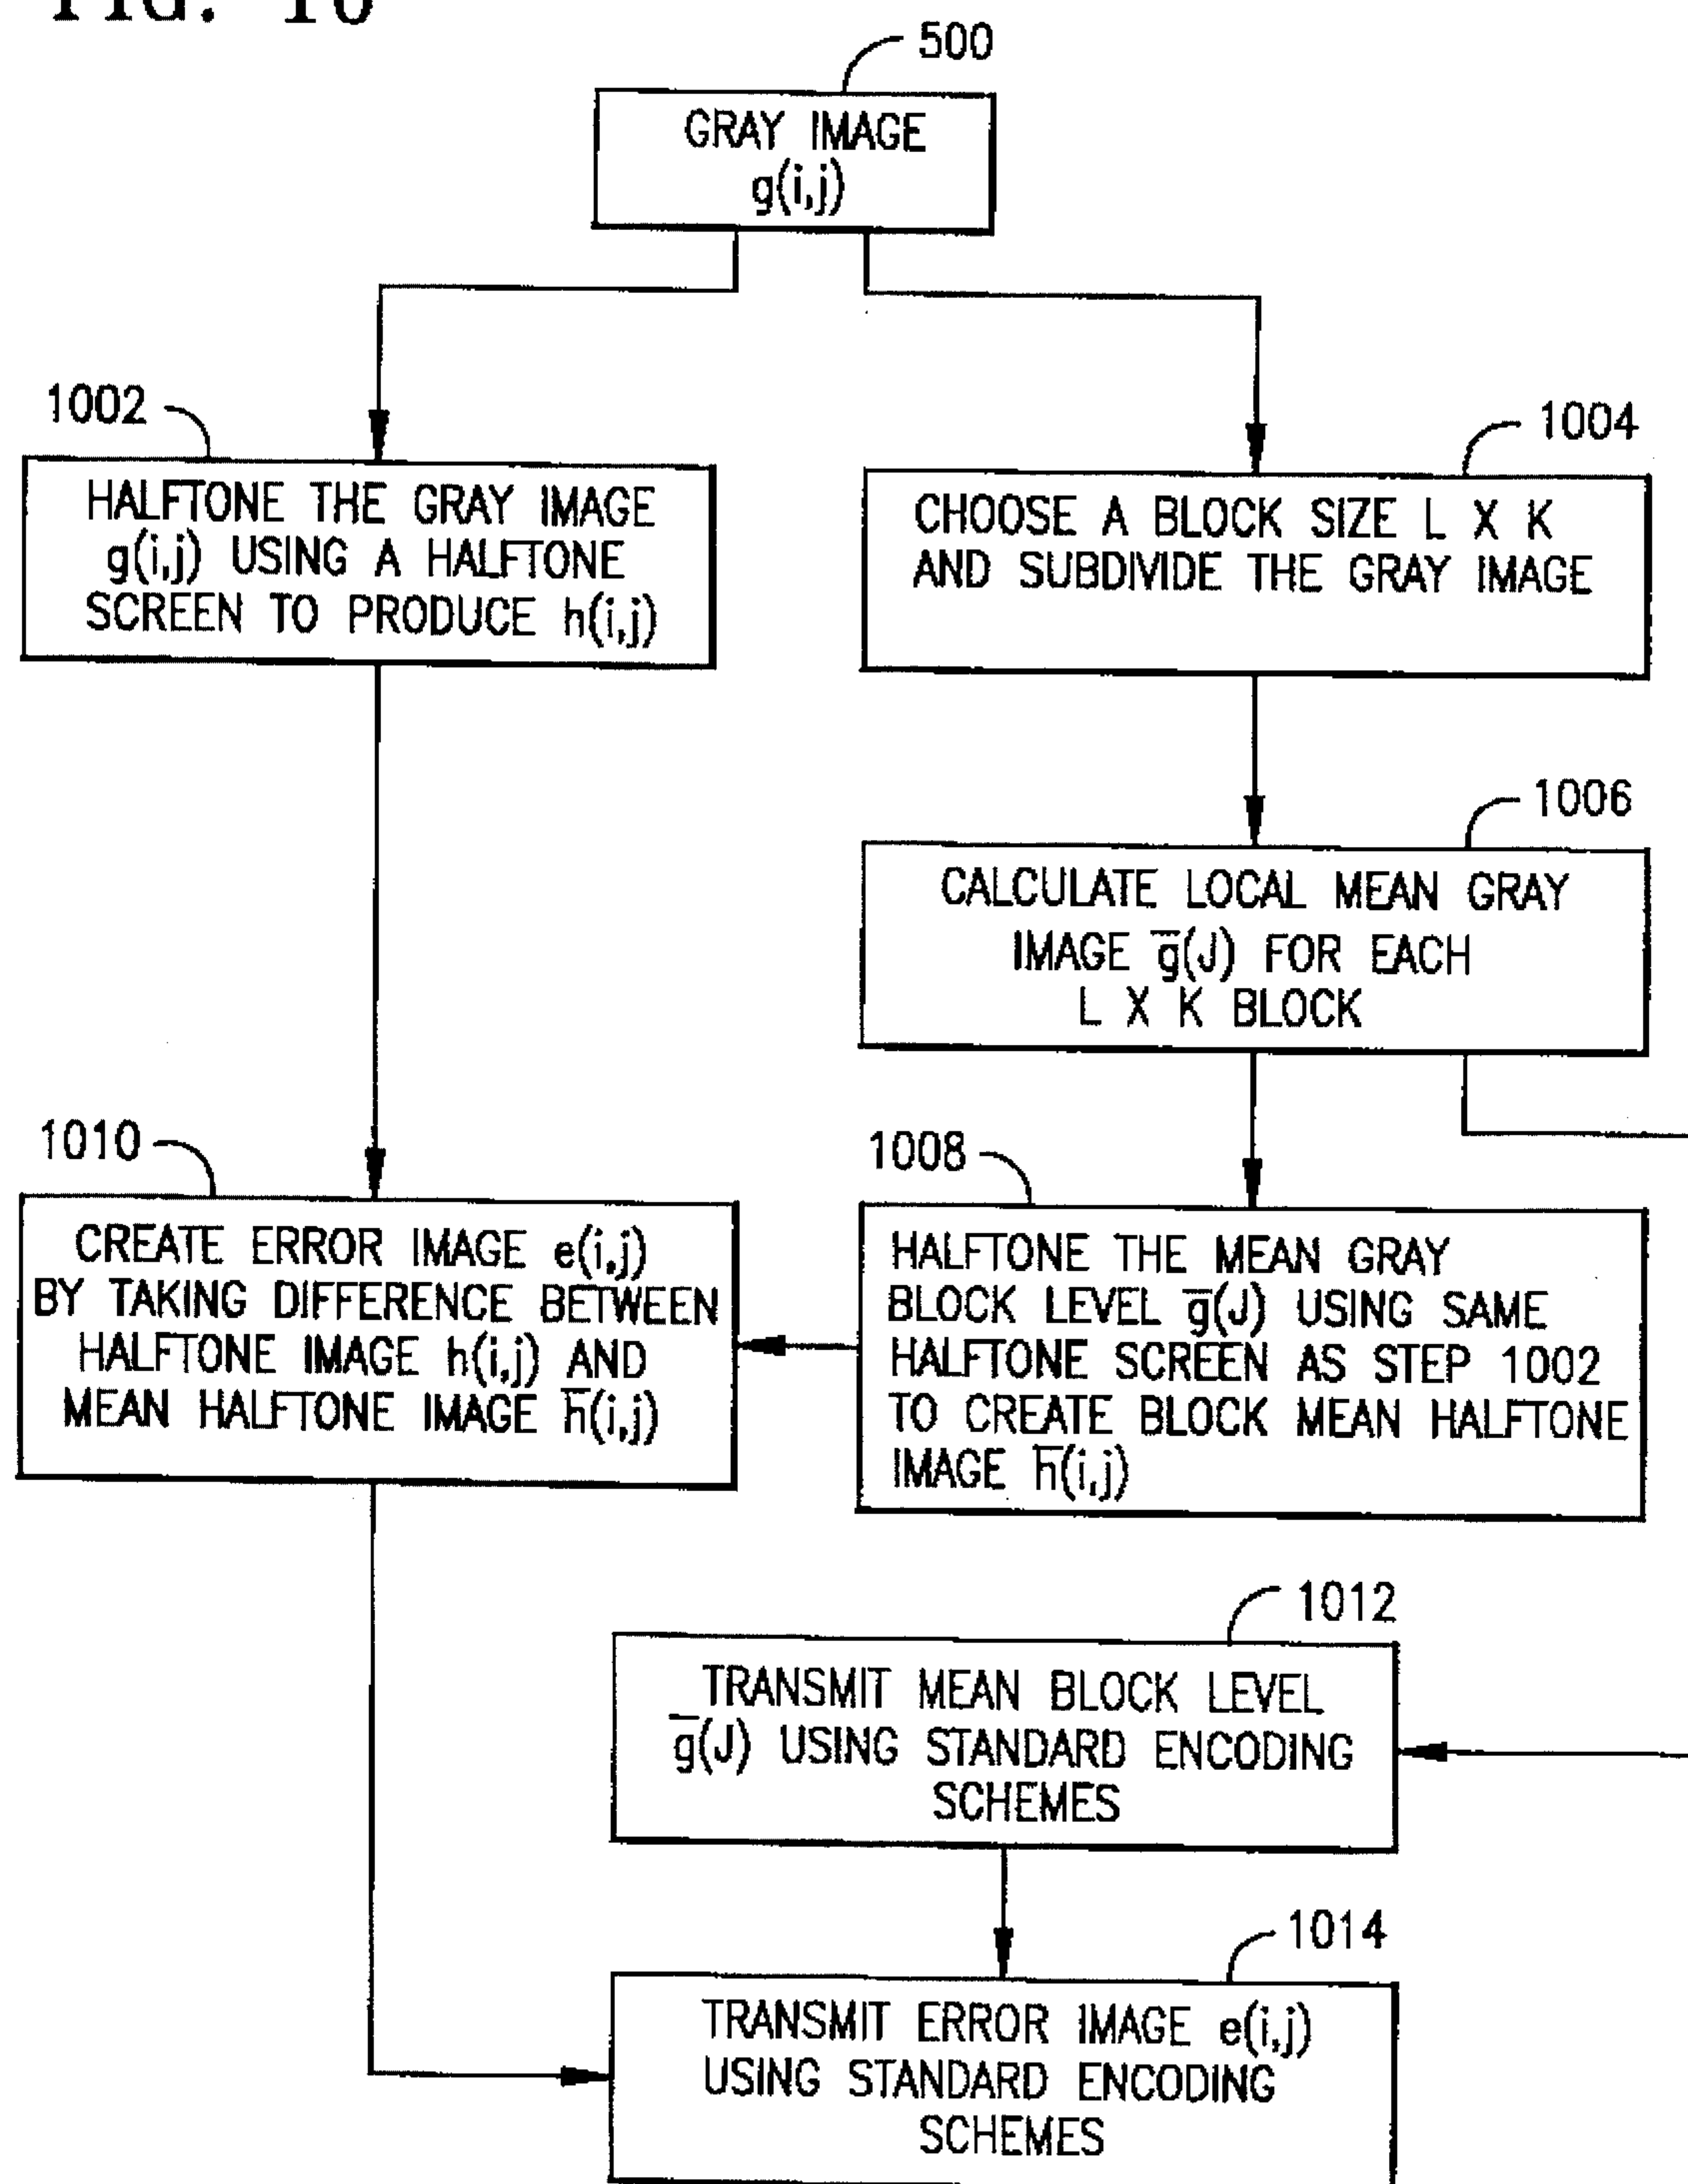 FIG. 10
500
GRAY IMAGE
g(i,j)
1002
HALFTONE THE GRAY IMAGE
g(i,j) USING A HALFTONE
SCREEN TO PRODUCE h(i,j)
1004
CHOOSE A BLOCK SIZE L X K
AND SUBDIVIDE THE GRAY IMAGE
1006
CALCULATE LOCAL MEAN GRAY
IMAGE g̅(J) FOR EACH
L X K BLOCK
1010
CREATE ERROR IMAGE e(i,j)
BY TAKING DIFFERENCE BETWEEN
HALFTONE IMAGE h(i,j) AND
MEAN HALFTONE IMAGE h̅(i,j)
1008
HALFTONE THE MEAN GRAY
BLOCK LEVEL g̅(J) USING SAME
HALFTONE SCREEN AS STEP 1002
TO CREATE BLOCK MEAN HALFTONE
IMAGE h̅(i,j)
1012
TRANSMIT MEAN BLOCK LEVEL
g̅(J) USING STANDARD ENCODING
SCHEMES
1014
TRANSMIT ERROR IMAGE e(i,j)
USING STANDARD ENCODING
SCHEMES